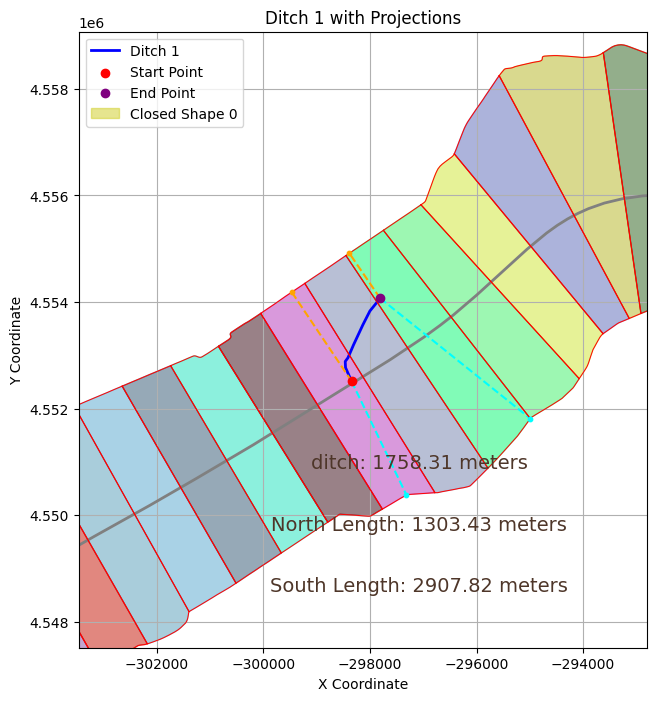 Ditch 1 with Projections
1e6
Ditch 1
Start Point
End Point
Closed Shape 0
4.558
4.556
4.554
4.552
4.550
4.548
Y Coordinate
ditch: 1758.31 meters
North Length: 1303.43 meters
South Length: 2907.82 meters
−302000 −300000 −298000 −296000 −294000
X Coordinate